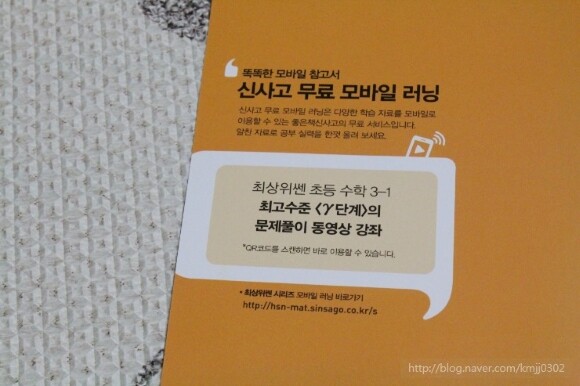 똑똑한 모바일 참고서
신사고 무료 모바일 러닝
신사고 무료 모바일 러닝은 다양한 학습 자료를 모바일로
이용할 수 있는 좋은책신사고의 무료 서비스입니다.
알찬 자료로 공부 실력을 한껏 올려 보세요.
최상위쎈 초등 수학 3-1
최고수준 <γ단계>의
문제풀이 동영상 강좌
*QR코드를 스캔하면 바로 이용할 수 있습니다.
• 최상위쎈 시리즈 모바일 러닝 바로가기
http://hsn-mat.sinsago.co.kr/s
http://blog.naver.com/kmjj0302